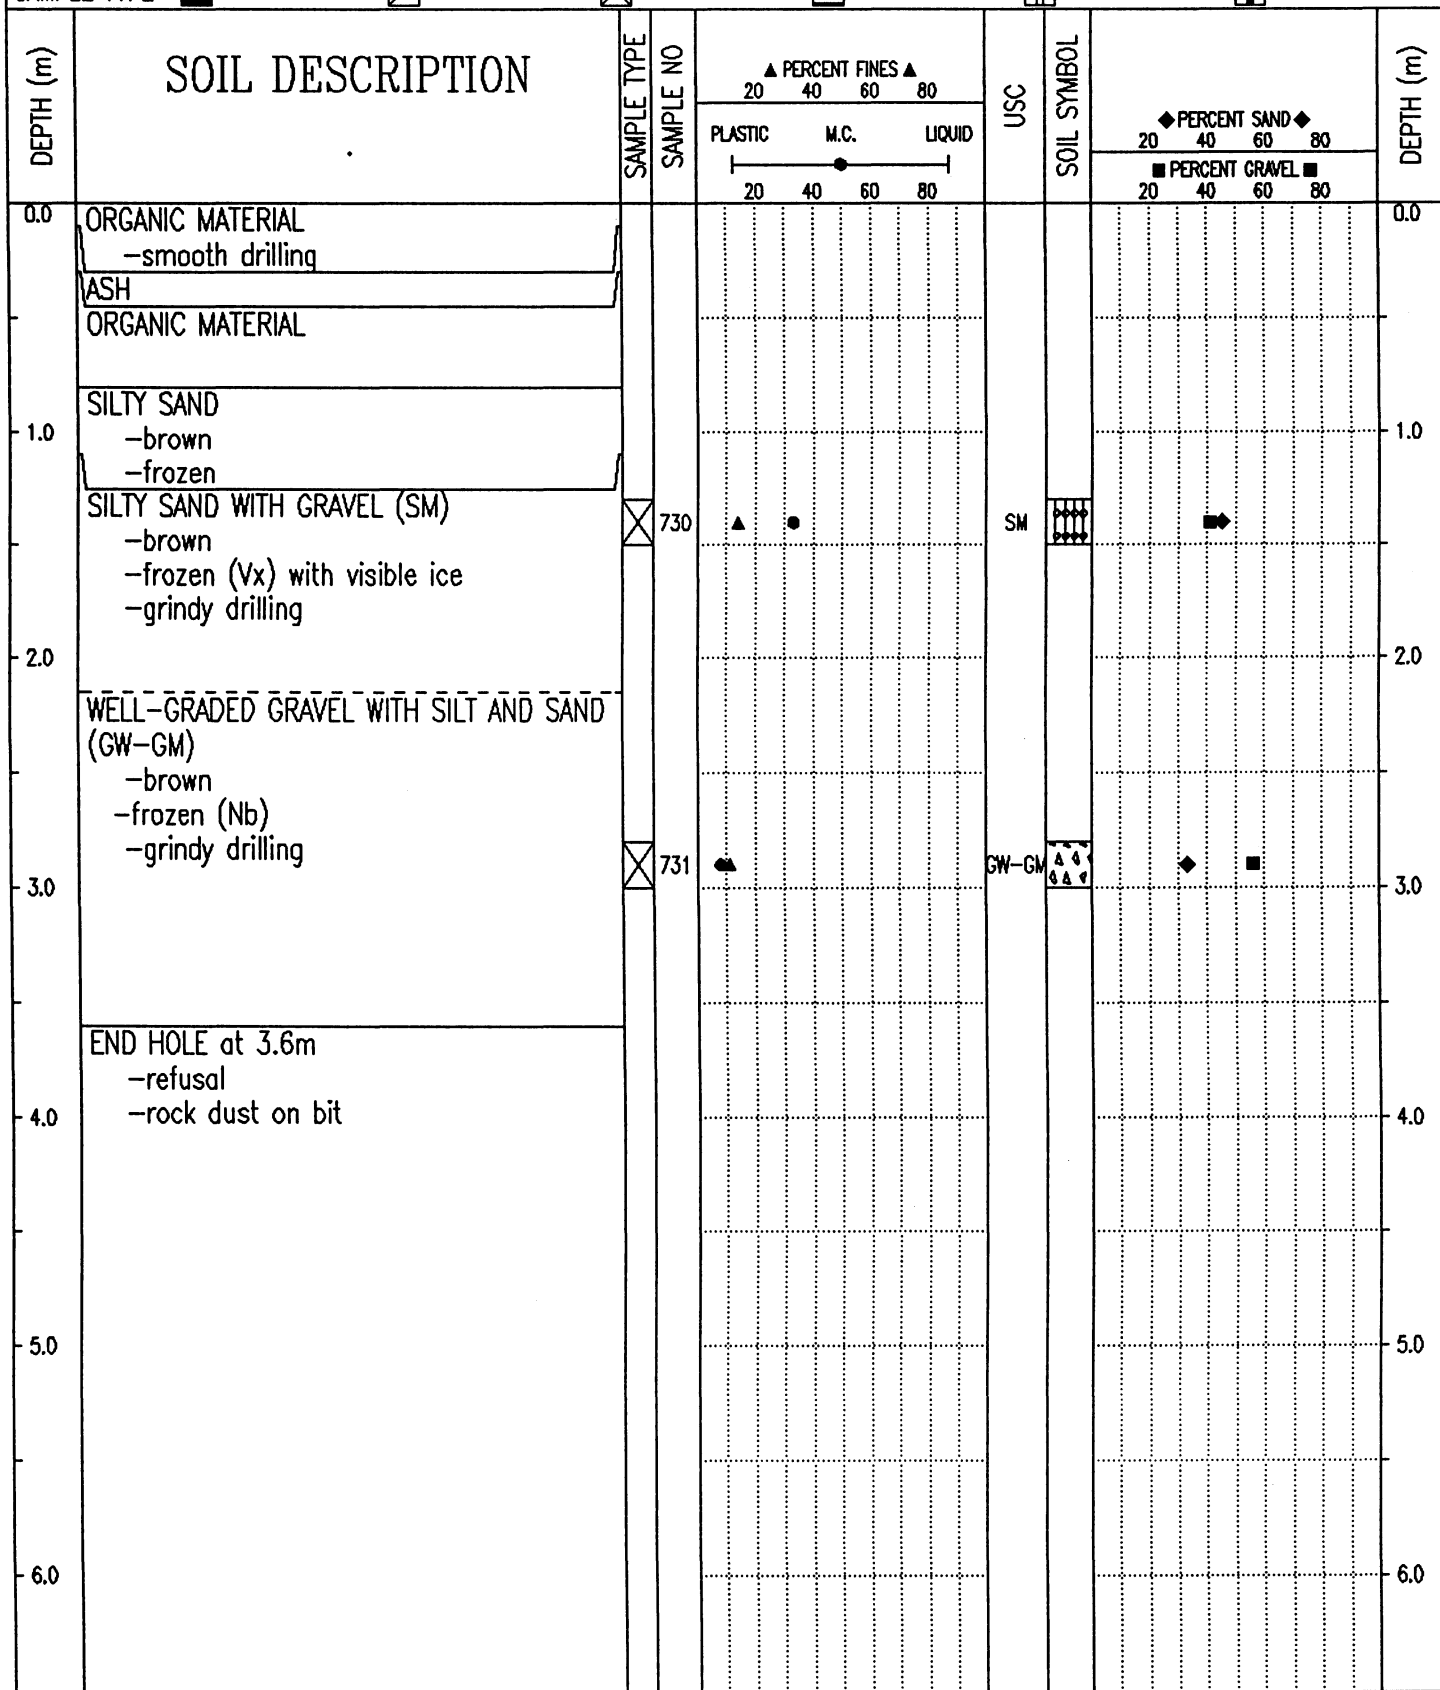 SOIL DESCRIPTION
DEPTH (m)
SAMPLE TYPE
SAMPLE NO
▲ PERCENT FINES ▲
20 40 60 80
PLASTIC M.C. LIQUID
20 40 60 80
USC
SOIL SYMBOL
◆ PERCENT SAND ◆
20 40 60 80
■ PERCENT GRAVEL ■
20 40 60 80
DEPTH (m)
0.0
ORGANIC MATERIAL
0.0
-smooth drilling
ASH
ORGANIC MATERIAL
SILTY SAND
1.0
-brown
1.0
-frozen
SILTY SAND WITH GRAVEL (SM)
730
SM
-brown
-frozen (Vx) with visible ice
-grindy drilling
2.0
2.0
WELL-GRADED GRAVEL WITH SILT AND SAND
(GW-GM)
-brown
-frozen (Nb)
-grindy drilling
731
GW-GM
3.0
3.0
END HOLE at 3.6m
-refusal
-rock dust on bit
4.0
4.0
5.0
5.0
6.0
6.0